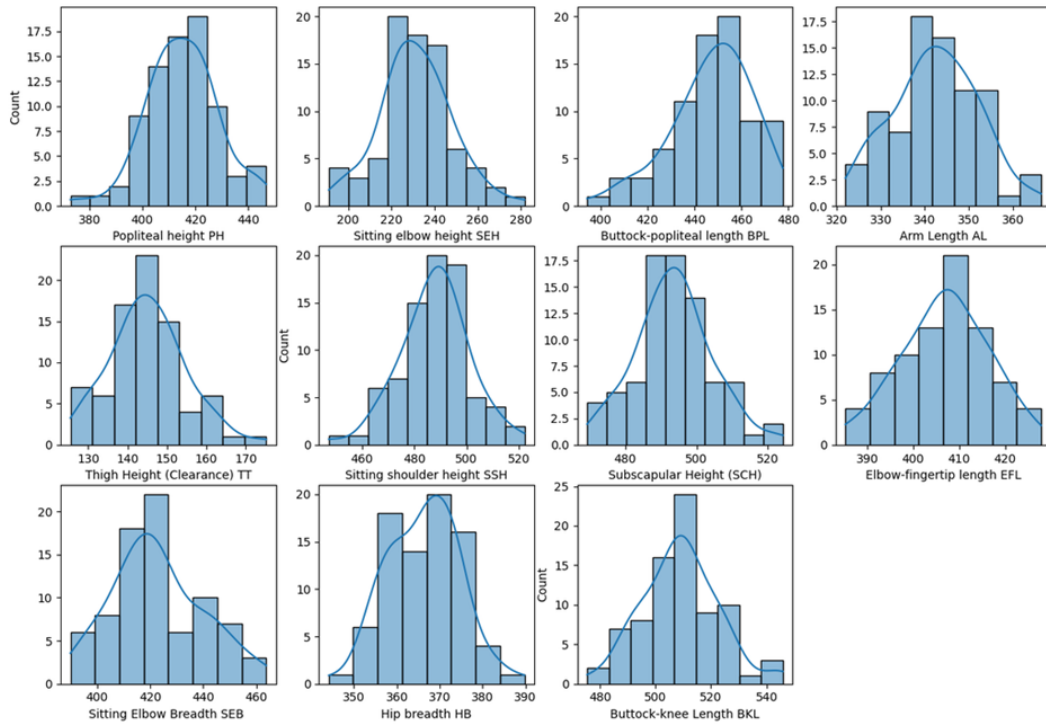 Count
17.5
15.0
12.5
10.0
7.5
5.0
2.5
0.0
380 400 420 440
Popliteal height PH
20
15
10
5
0
200 220 240 260 280
Sitting elbow height SEH
20
15
10
5
0
400 420 440 460 480
Buttock-popliteal length BPL
17.5
15.0
12.5
10.0
7.5
5.0
2.5
0.0
320 330 340 350 360
Arm Length AL
20
15
10
5
0
130 140 150 160 170
Thigh Height (Clearance) TT
Count
20
15
10
5
0
460 480 500 520
Sitting shoulder height SSH
17.5
15.0
12.5
10.0
7.5
5.0
2.5
0.0
480 500 520
Subscapular Height (SCH)
20
15
10
5
0
390 400 410 420
Elbow-fingertip length EFL
20
15
10
5
0
400 420 440 460
Sitting Elbow Breadth SEB
20
15
10
5
0
350 360 370 380 390
Hip breadth HB
Count
25
20
15
10
5
0
480 500 520 540
Buttock-knee Length BKL